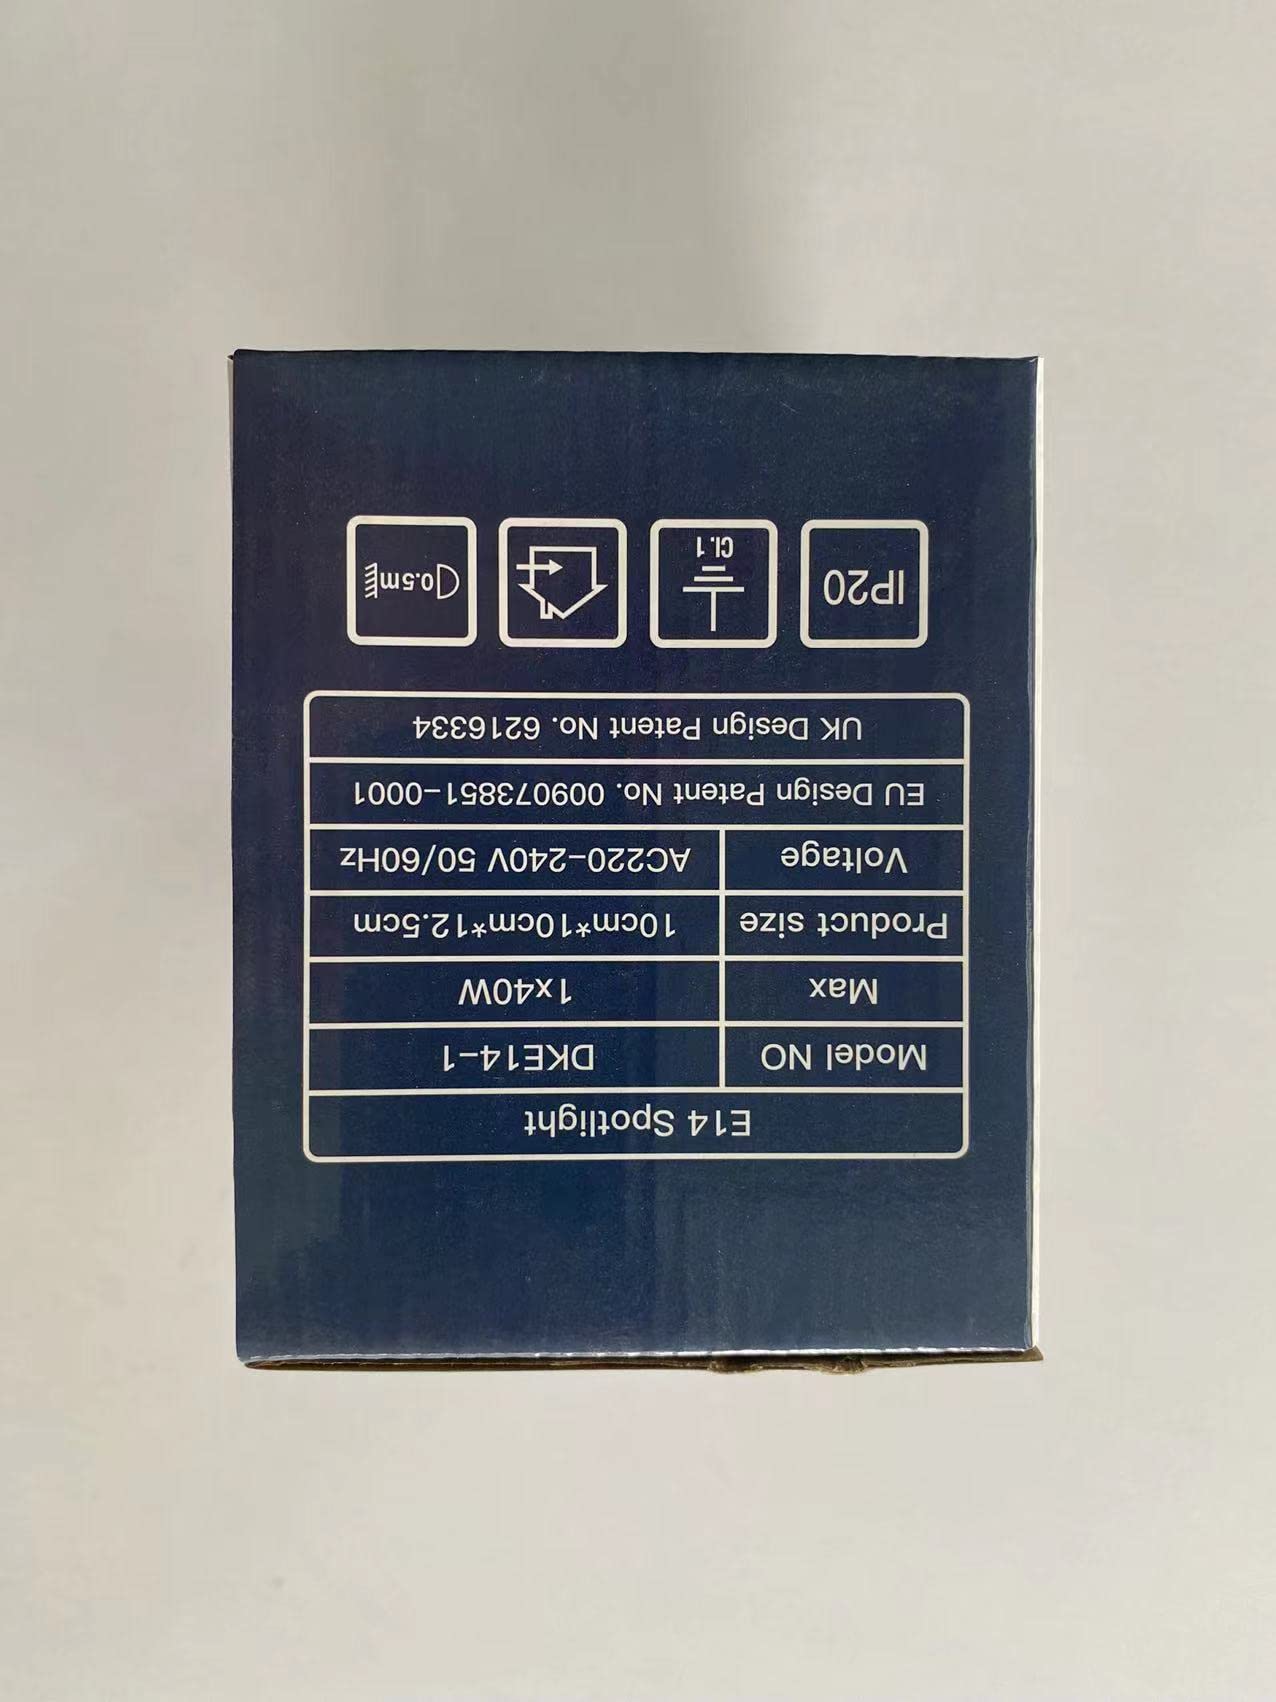 E14 Spotlight
Model NO DKE14-1
Max 1x40W
Product size 10cm*10cm*12.5cm
Voltage AC220-240V 50/60Hz
EU Design Patent No. 009073851-0001
UK Design Patent No. 6216334
IP20
Cl.1
0.5m